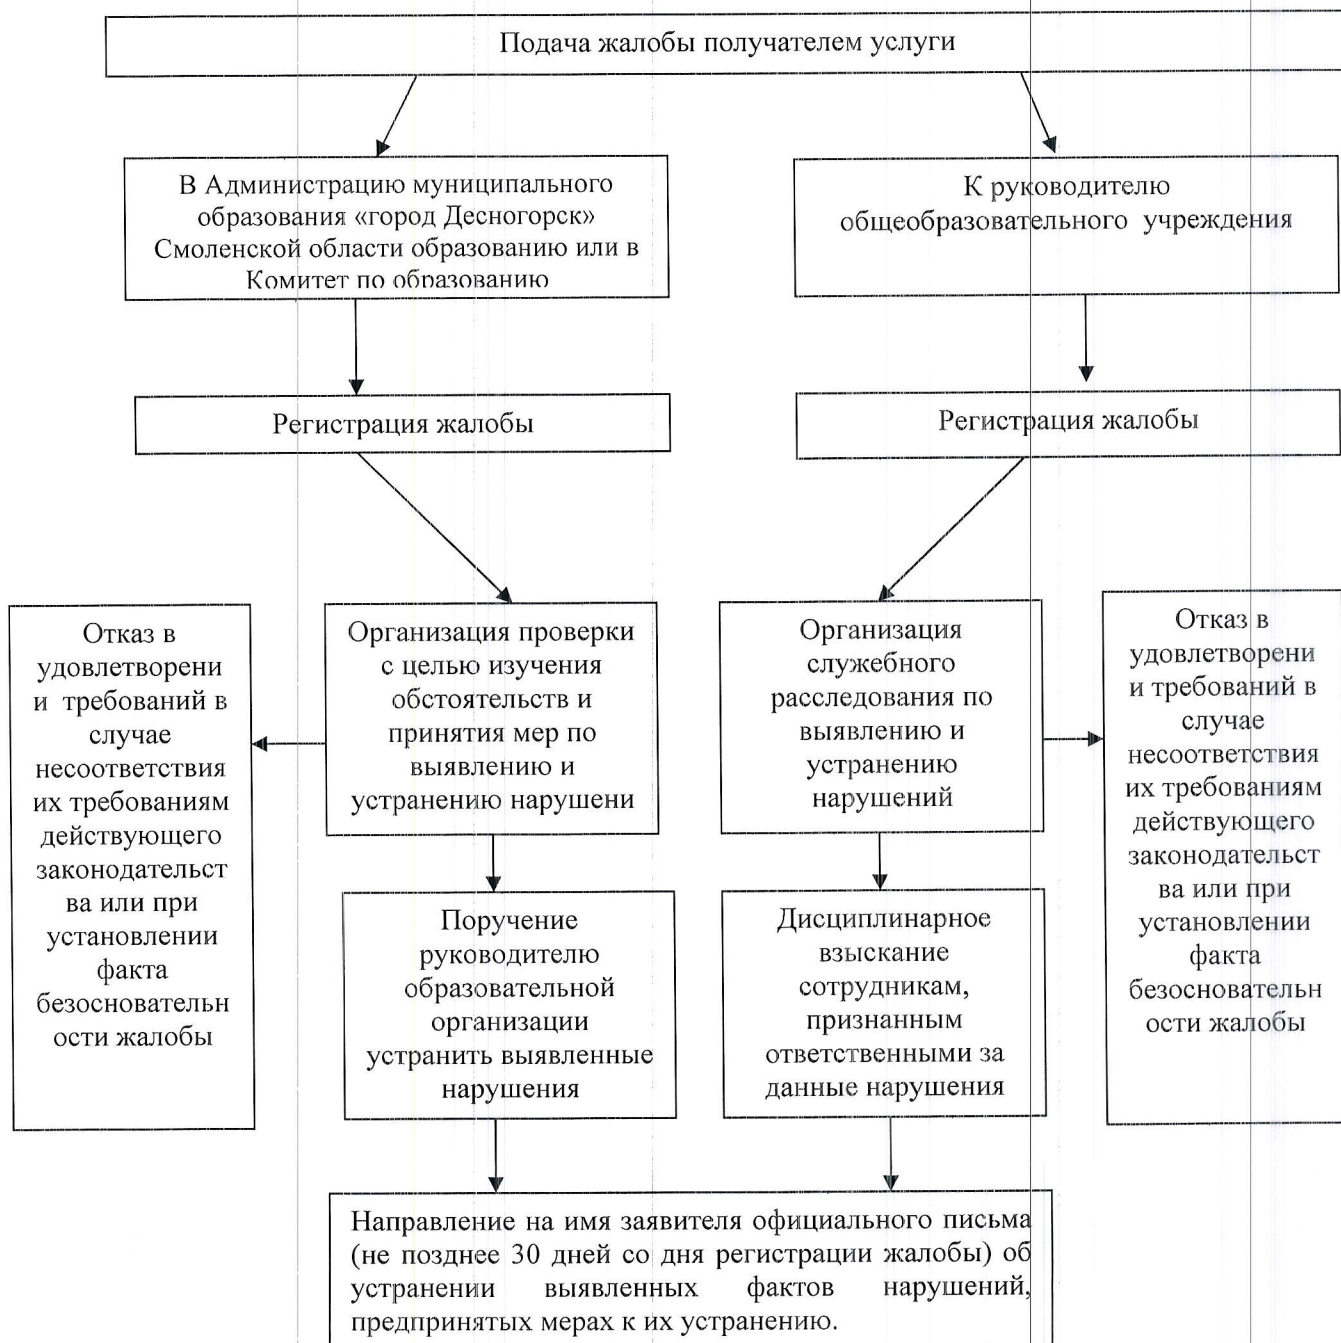 Подача жалобы получателем услуги
В Администрацию муниципального
образования «город Десногорск»
Смоленской области образованию или в
Комитет по образованию
К руководителю
общеобразовательного учреждения
Регистрация жалобы
Регистрация жалобы
Отказ в
удовлетворени
и требований в
случае
несоответствия
их требованиям
действующего
законодательст
ва или при
установлении
факта
безосновательн
ости жалобы
Организация проверки
с целью изучения
обстоятельств и
принятия мер по
выявлению и
устранению нарушени
Организация
служебного
расследования по
выявлению и
устранению
нарушений
Отказ в
удовлетворени
и требований в
случае
несоответствия
их требованиям
действующего
законодательст
ва или при
установлении
факта
безосновательн
ости жалобы
Поручение
руководителю
образовательной
организации
устранить выявленные
нарушения
Дисциплинарное
взыскание
сотрудникам,
признанным
ответственными за
данные нарушения
Направление на имя заявителя официального письма
(не позднее 30 дней со дня регистрации жалобы) об
устранении выявленных фактов нарушений,
предпринятых мерах к их устранению.